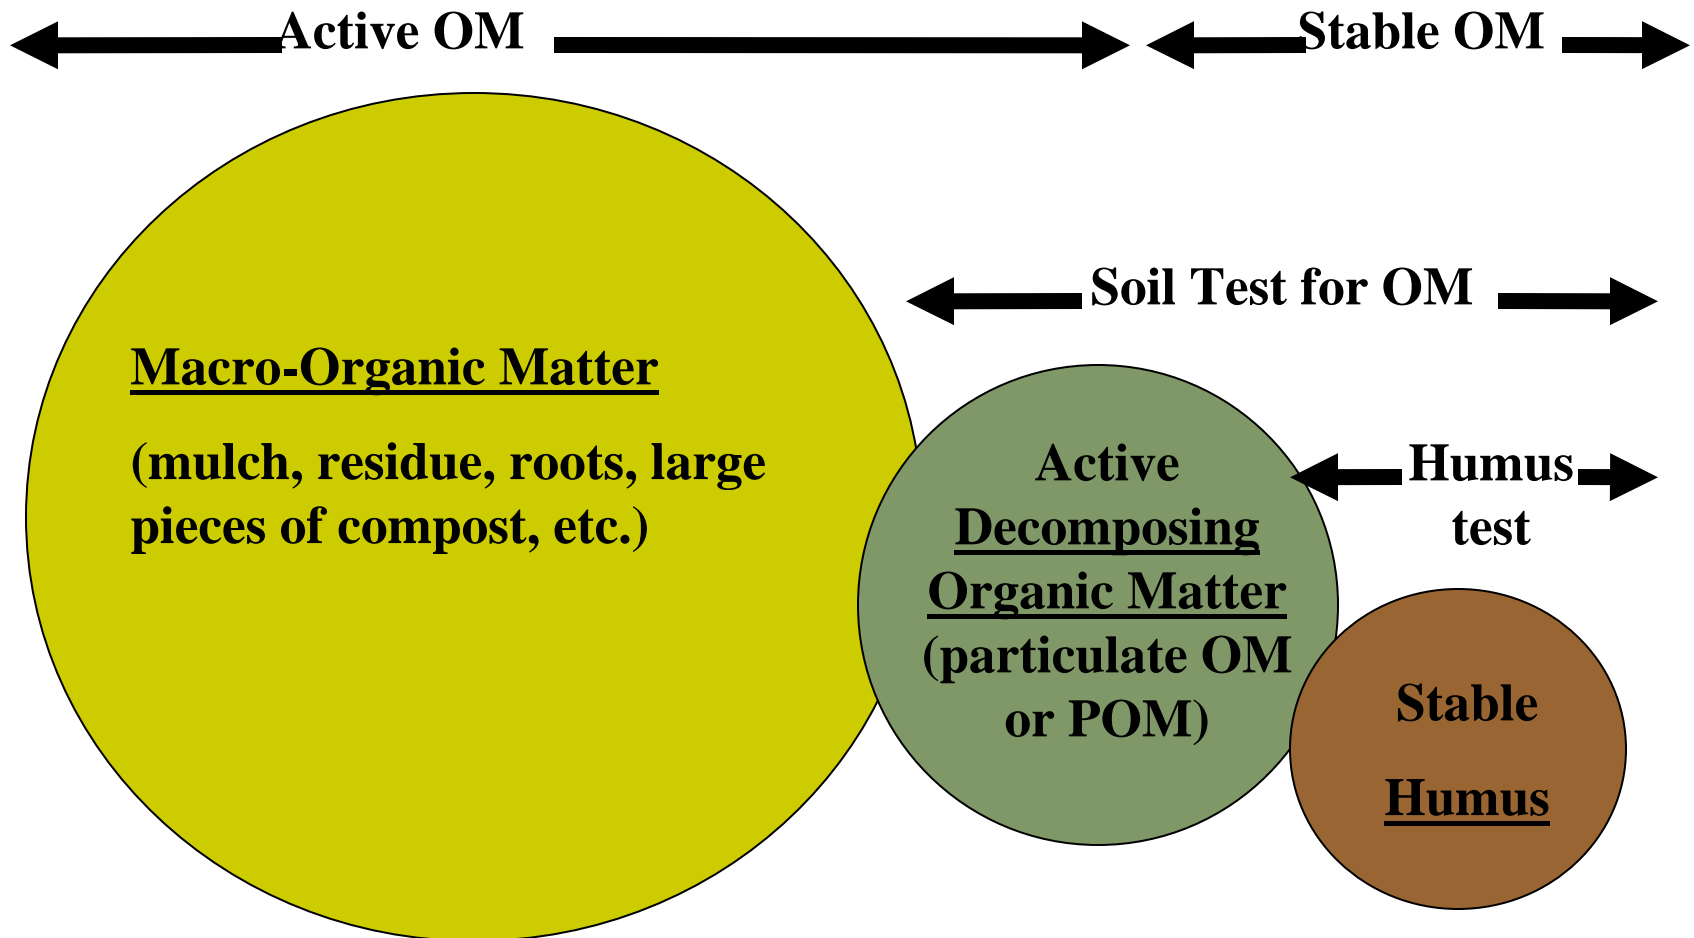 Active OM
Stable OM
Soil Test for OM
Macro-Organic Matter
(mulch, residue, roots, large
pieces of compost, etc.)
Active
Decomposing
Organic Matter
(particulate OM
or POM)
Humus
test
Stable
Humus